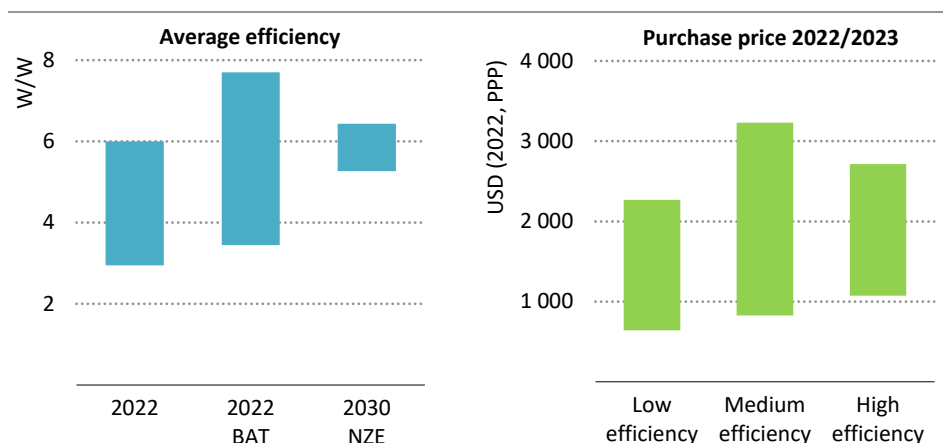 Average efficiency
W/W
8
6
4
2
2022
2022
BAT
2030
NZE
Purchase price 2022/2023
USD (2022, PPP)
4 000
3 000
2 000
1 000
Low
efficiency
Medium
efficiency
High
efficiency